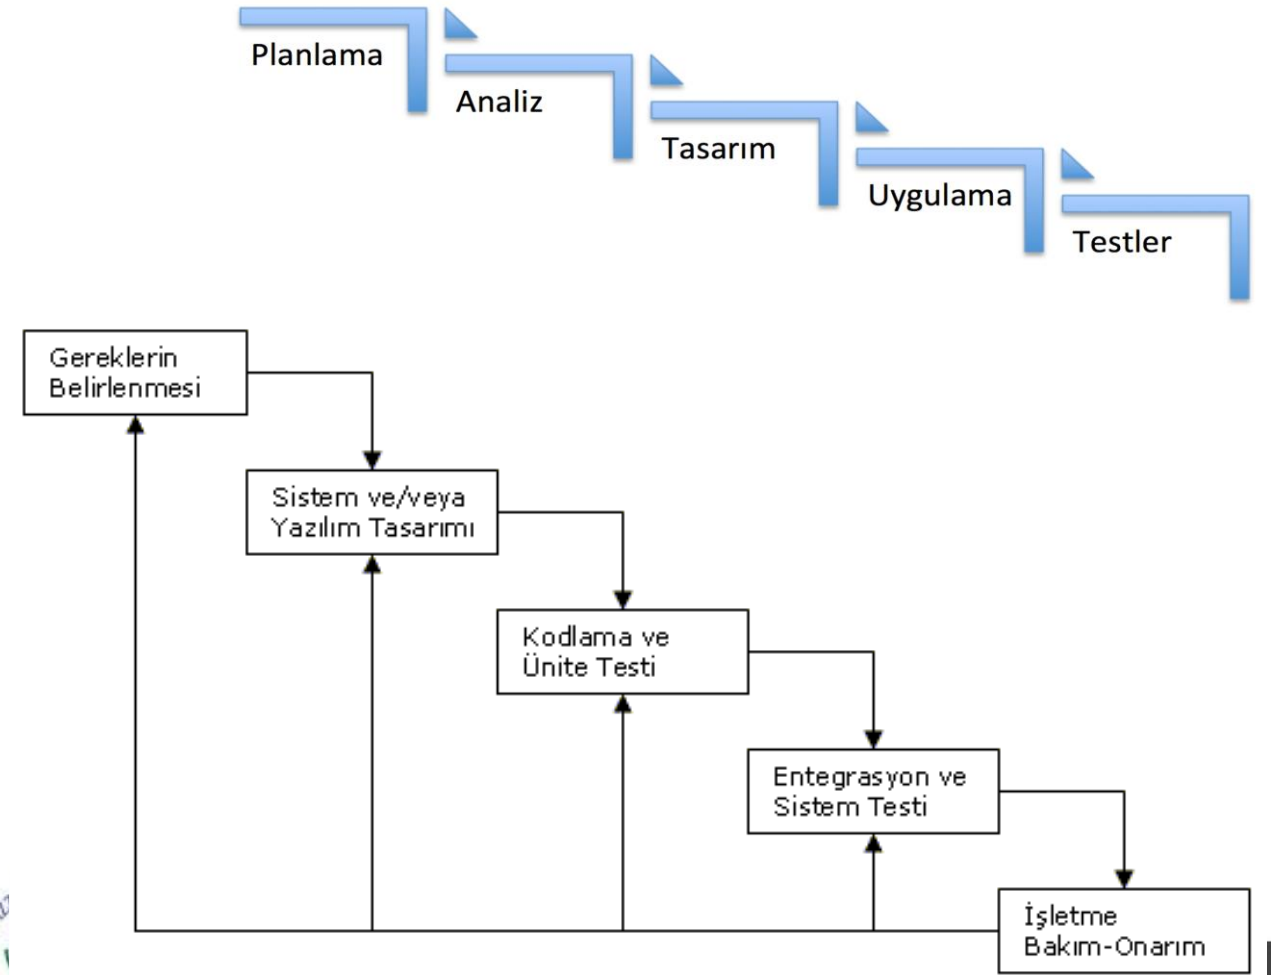 Planlama
Analiz
Tasarım
Uygulama
Testler
Gereklerin
Belirlenmesi
Sistem ve/veya
Yazılım Tasarımı
Kodlama ve
Ünite Testi
Entegrasyon ve
Sistem Testi
İşletme
Bakım-Onarım